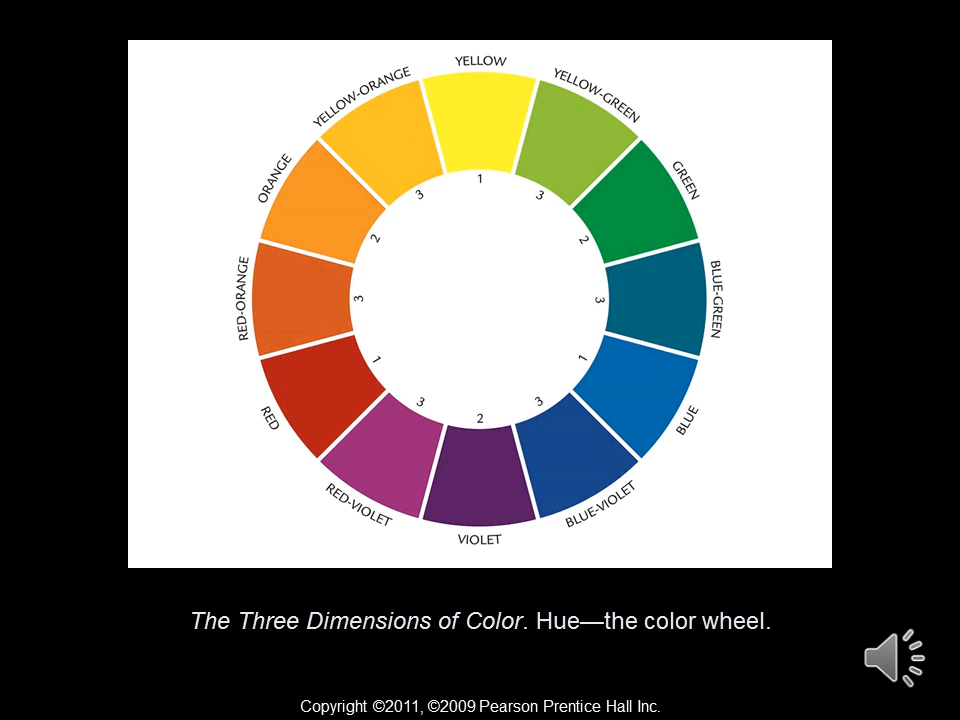 YELLOW
YELLOW-GREEN
GREEN
BLUE-GREEN
BLUE
BLUE-VIOLET
VIOLET
RED-VIOLET
RED
RED-ORANGE
ORANGE
YELLOW-ORANGE
1
3
2
3
1
3
2
3
1
3
2
3
The Three Dimensions of Color. Hue—the color wheel.
Copyright ©2011, ©2009 Pearson Prentice Hall Inc.